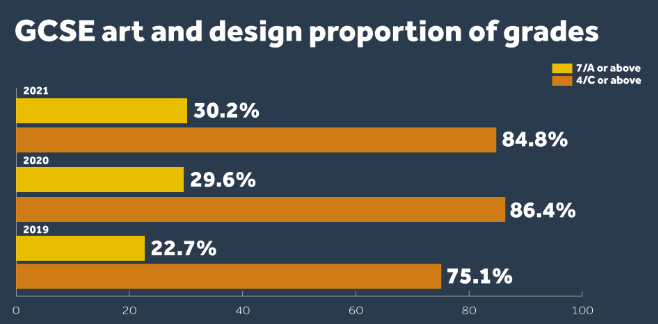 GCSE art and design proportion of grades
7/A or above
4/C or above
2021
30.2%
84.8%
2020
29.6%
86.4%
2019
22.7%
75.1%
0 20 40 60 80 100